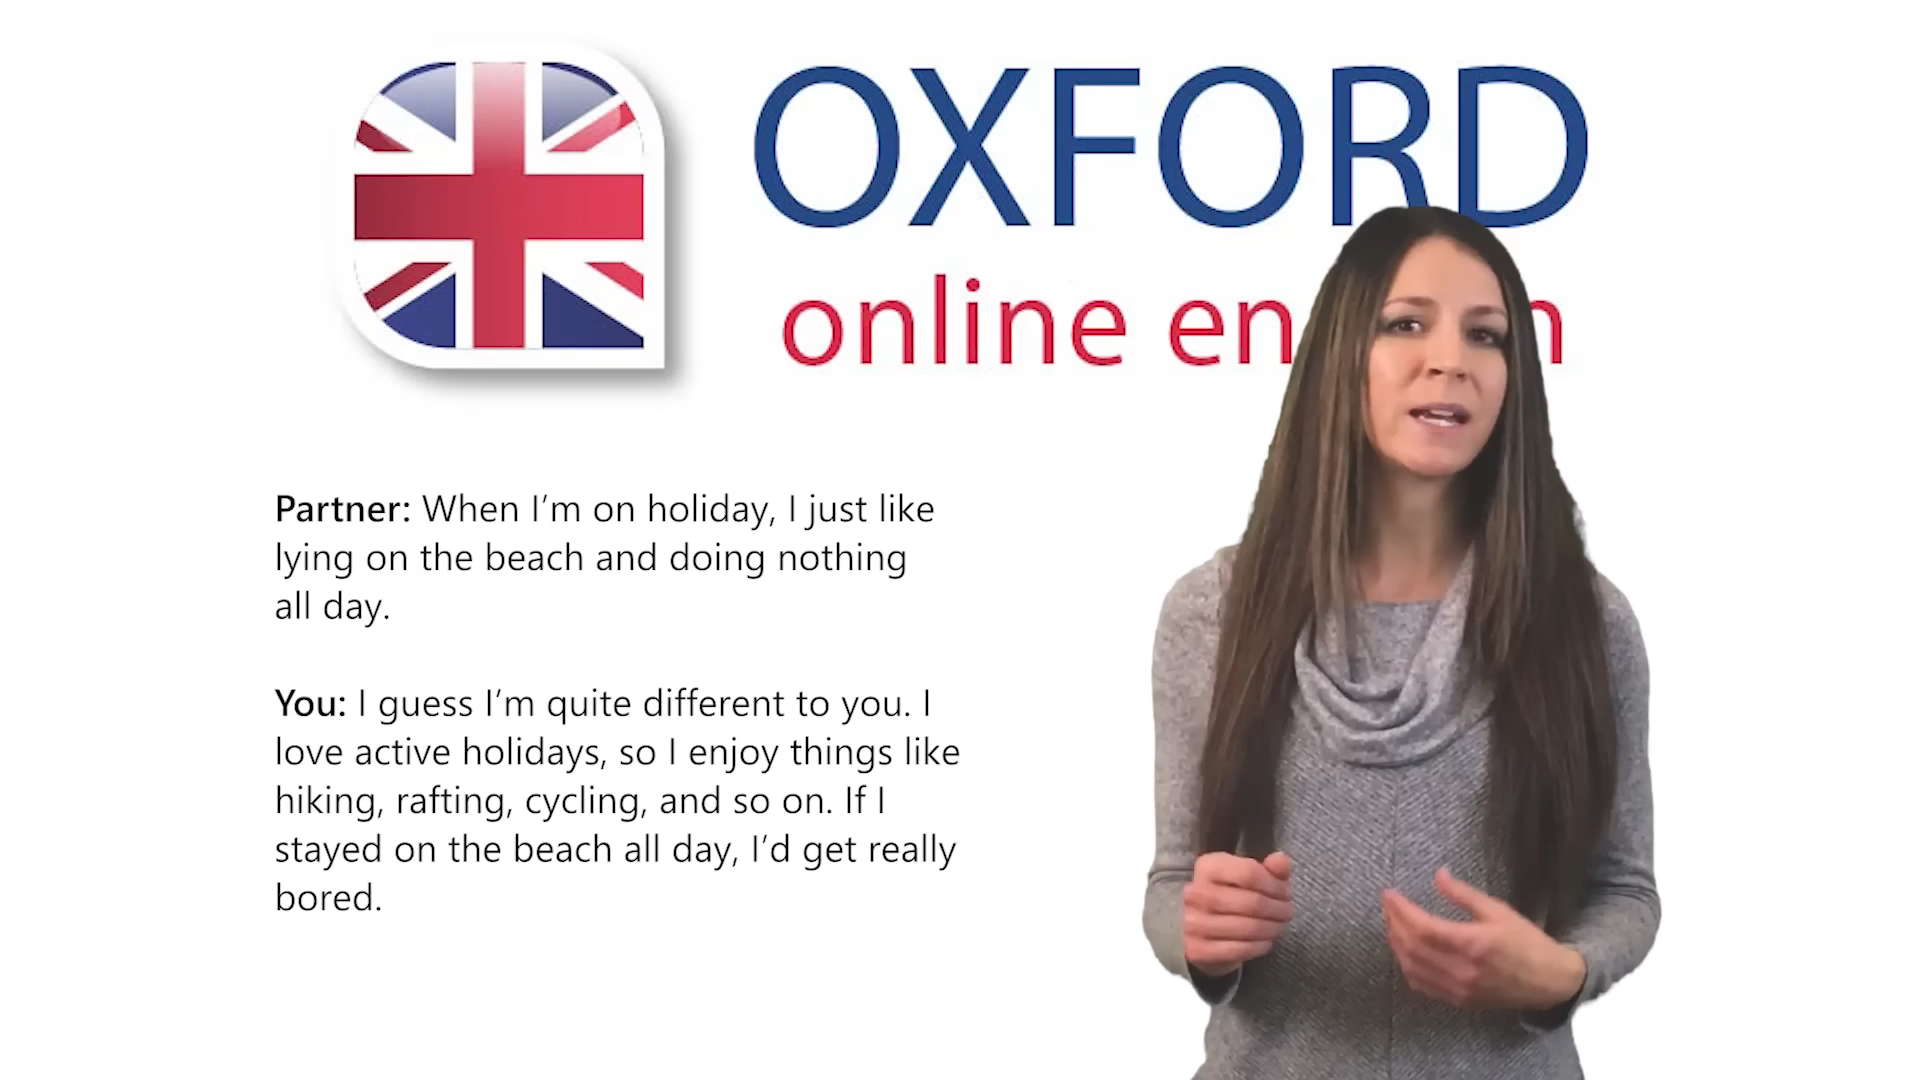 OXFORD
online en
Partner: When I’m on holiday, I just like
lying on the beach and doing nothing
all day.
You: I guess I’m quite different to you. I
love active holidays, so I enjoy things like
hiking, rafting, cycling, and so on. If I
stayed on the beach all day, I’d get really
bored.